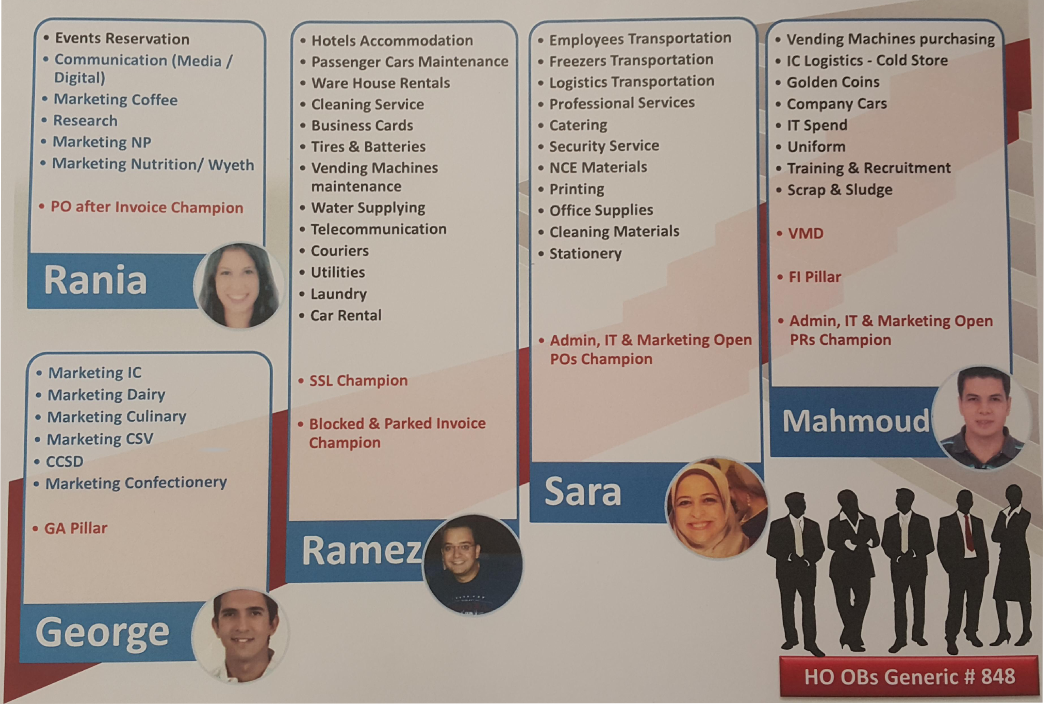 • Events Reservation
• Communication (Media /
Digital)
• Marketing Coffee
• Research
• Marketing NP
• Marketing Nutrition/ Wyeth
• PO after Invoice Champion
Rania
• Marketing IC
• Marketing Dairy
• Marketing Culinary
• Marketing CSV
• CCSD
• Marketing Confectionery
• GA Pillar
George
• Hotels Accommodation
• Passenger Cars Maintenance
• Ware House Rentals
• Cleaning Service
• Business Cards
• Tires & Batteries
• Vending Machines
maintenance
• Water Supplying
• Telecommunication
• Couriers
• Utilities
• Laundry
• Car Rental
• SSL Champion
• Blocked & Parked Invoice
Champion
Ramez
• Employees Transportation
• Freezers Transportation
• Logistics Transportation
• Professional Services
• Catering
• Security Service
• NCE Materials
• Printing
• Office Supplies
• Cleaning Materials
• Stationery
• Admin, IT & Marketing Open
POs Champion
Sara
• Vending Machines purchasing
• IC Logistics - Cold Store
• Golden Coins
• Company Cars
• IT Spend
• Uniform
• Training & Recruitment
• Scrap & Sludge
• VMD
• FI Pillar
• Admin, IT & Marketing Open
PRs Champion
Mahmoud
HO OBs Generic # 848